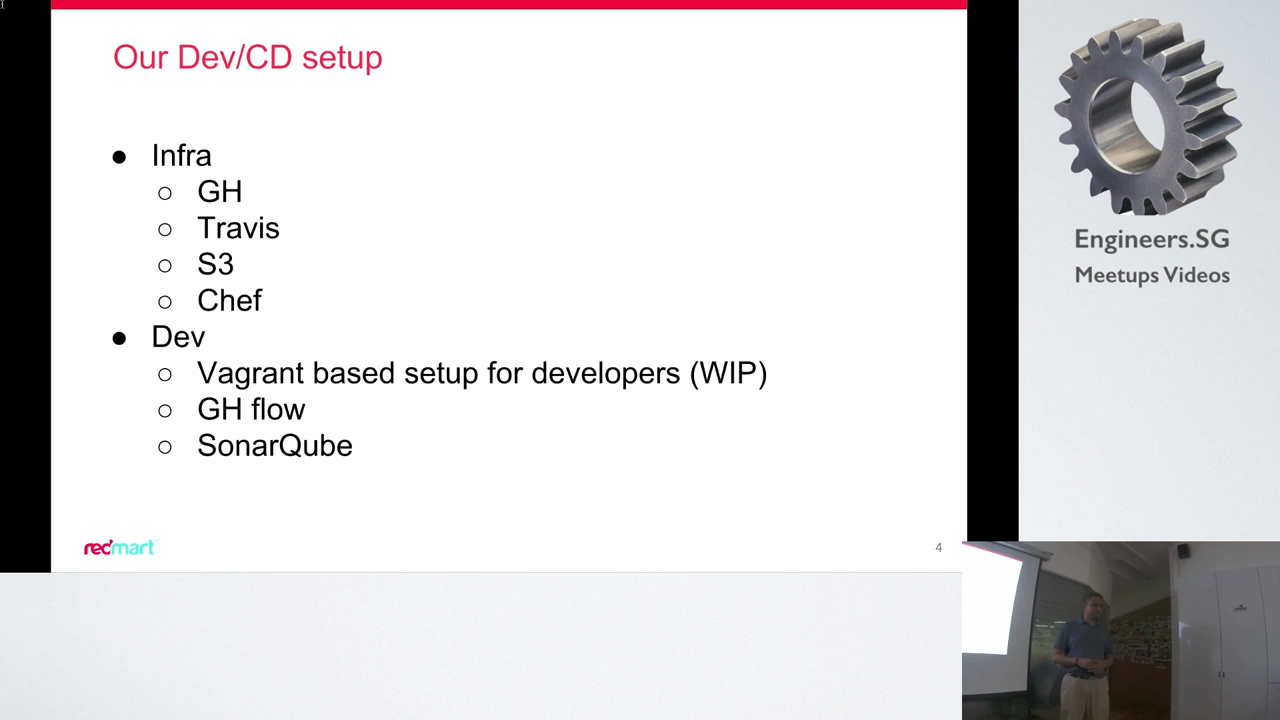 Our Dev/CD setup
● Infra
○ GH
○ Travis
○ S3
○ Chef
● Dev
○ Vagrant based setup for developers (WIP)
○ GH flow
○ SonarQube
redmart
4
Engineers.SG
Meetups Videos